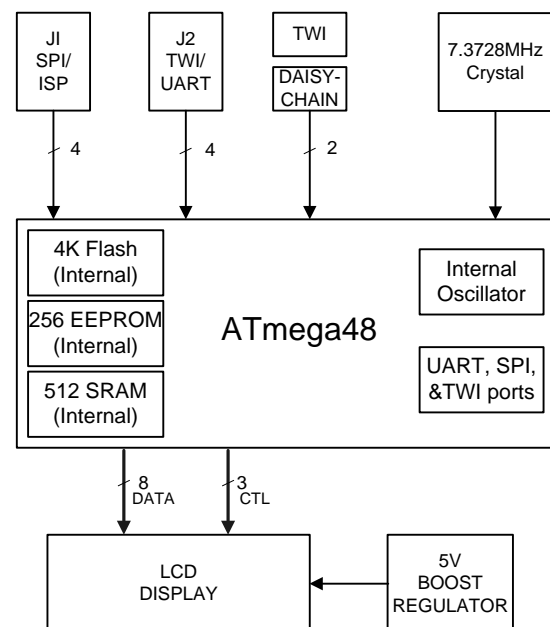 J1
SPI/
ISP
J2
TWI/
UART
TWI
DAISY-
CHAIN
7.3728MHz
Crystal
4
4
2
4K Flash
(Internal)
256 EEPROM
(Internal)
512 SRAM
(Internal)
ATmega48
Internal
Oscillator
UART, SPI,
&TWI ports
8
DATA
3
CTL
LCD
DISPLAY
5V
BOOST
REGULATOR